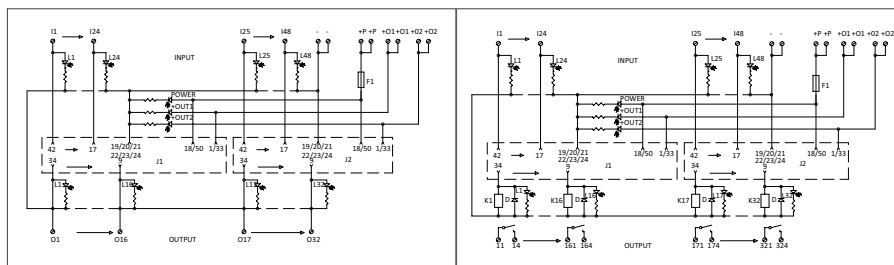 I1 I24 I25 I48 - - +P +P +O1 +O1 +02 +O2
L1 L24 INPUT L25 L48
F1
POWER
+OUT1
+OUT2
42 17 19/20/21 18/50 1/33 42 17 19/20/21 18/50 1/33
34 22/23/24 J1 34 22/23/24 J2
9 9
L1 L16 L17 L32
O1 O16 O17 O32
OUTPUT
I1 I24 I25 I48 - - +P +P +O1 +O1 +02 +O2
L1 L24 INPUT L25 L48
F1
POWER
+OUT1
+OUT2
42 17 19/20/21 18/50 1/33 42 17 19/20/21 18/50 1/33
34 22/23/24 J1 34 22/23/24 J2
9 9
K1 D L1 K16 D L16 K17 D L17 K32 D L32
11 14 161 164 OUTPUT 171 174 321 324